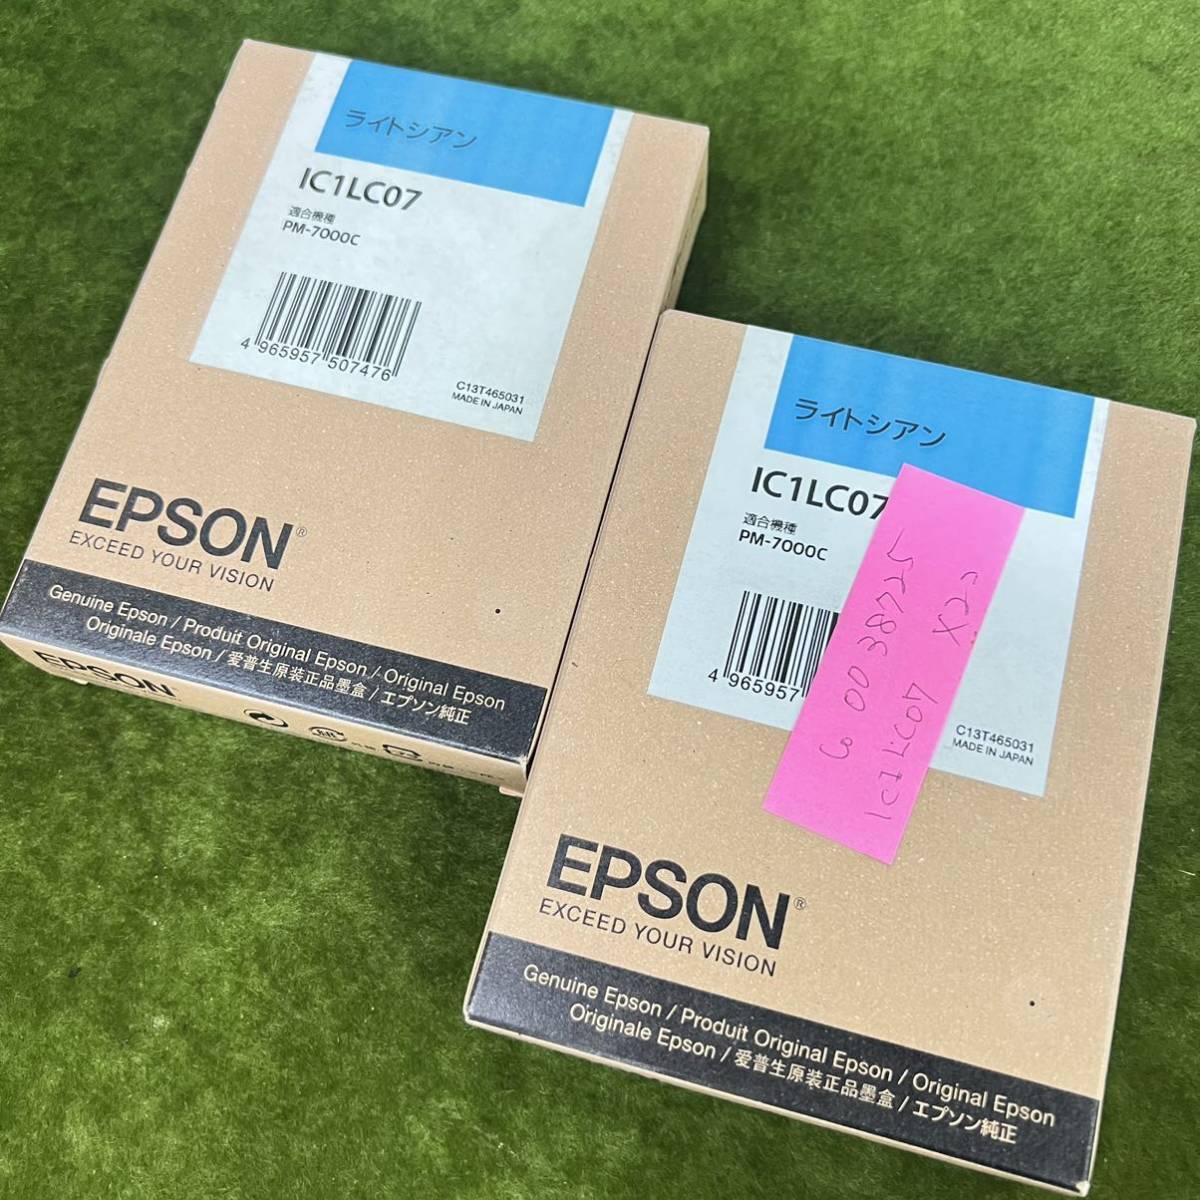 ライトシアン
IC1LC07
適合機種
PM-7000C
4 965957 507476
C13T465031
MADE IN JAPAN
EPSON®
EXCEED YOUR VISION
Genuine Epson / Produit Original Epson / Original Epson
Originale Epson / 爱普生原装正品墨盒 / エプソン純正
EPSON
ライトシアン
IC1LC07
適合機種
PM-7000C
4 965957
C13T465031
MADE IN JAPAN
IC1LC07
EPSON®
EXCEED YOUR VISION
Genuine Epson / Produit Original Epson / Original Epson
Originale Epson / 爱普生原装正品墨盒 / エプソン純正